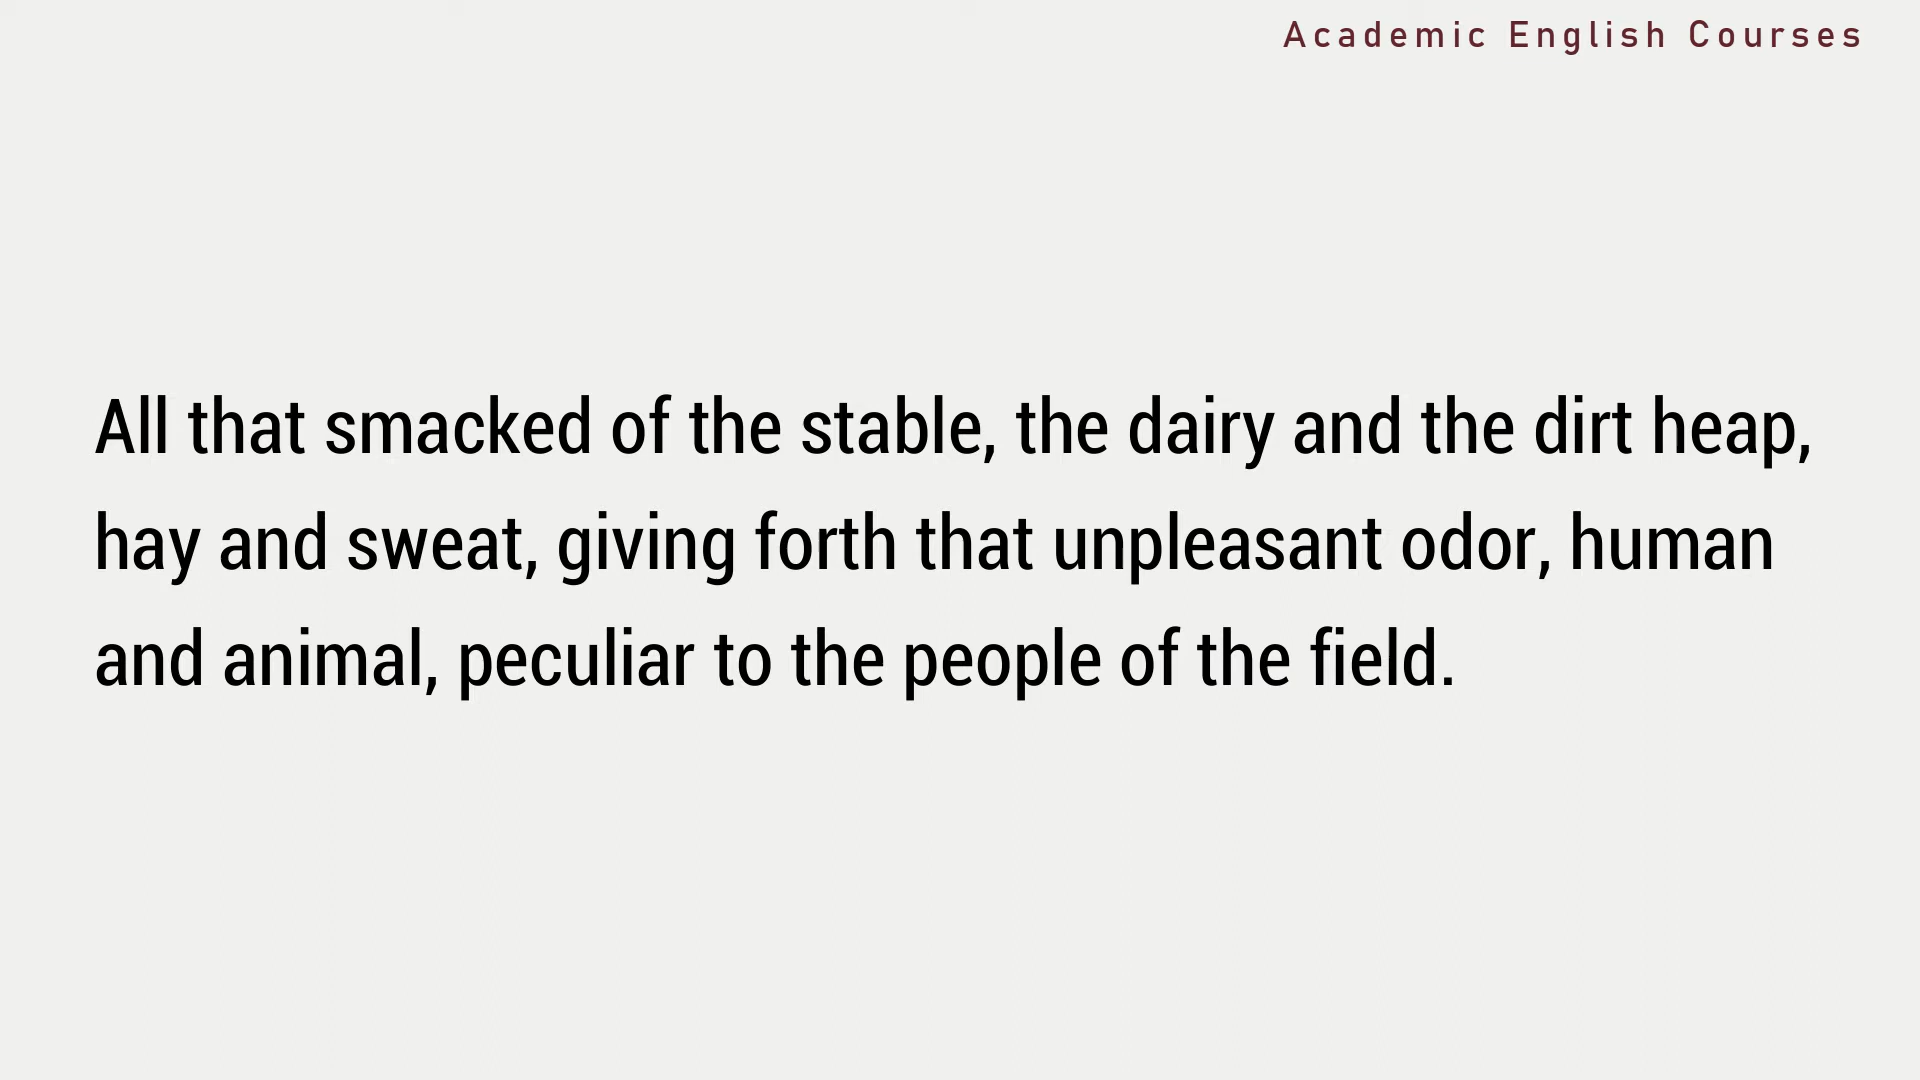 Academic English Courses
All that smacked of the stable, the dairy and the dirt heap,
hay and sweat, giving forth that unpleasant odor, human
and animal, peculiar to the people of the field.